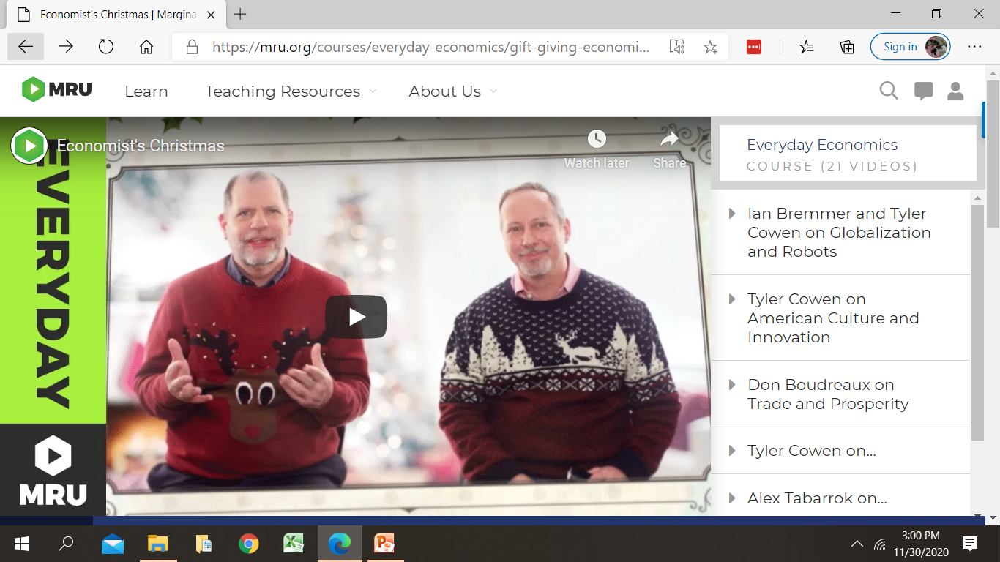 Economist's Christmas | Margina
https://mru.org/courses/everyday-economics/gift-giving-economi...
Sign in
MRU
Learn
Teaching Resources
About Us
Economist's Christmas
Watch later
Share
EVERYDAY
MRU
Everyday Economics
COURSE (21 VIDEOS)
Ian Bremmer and Tyler
Cowen on Globalization
and Robots
Tyler Cowen on
American Culture and
Innovation
Don Boudreaux on
Trade and Prosperity
Tyler Cowen on...
Alex Tabarrok on...
3:00 PM
11/30/2020